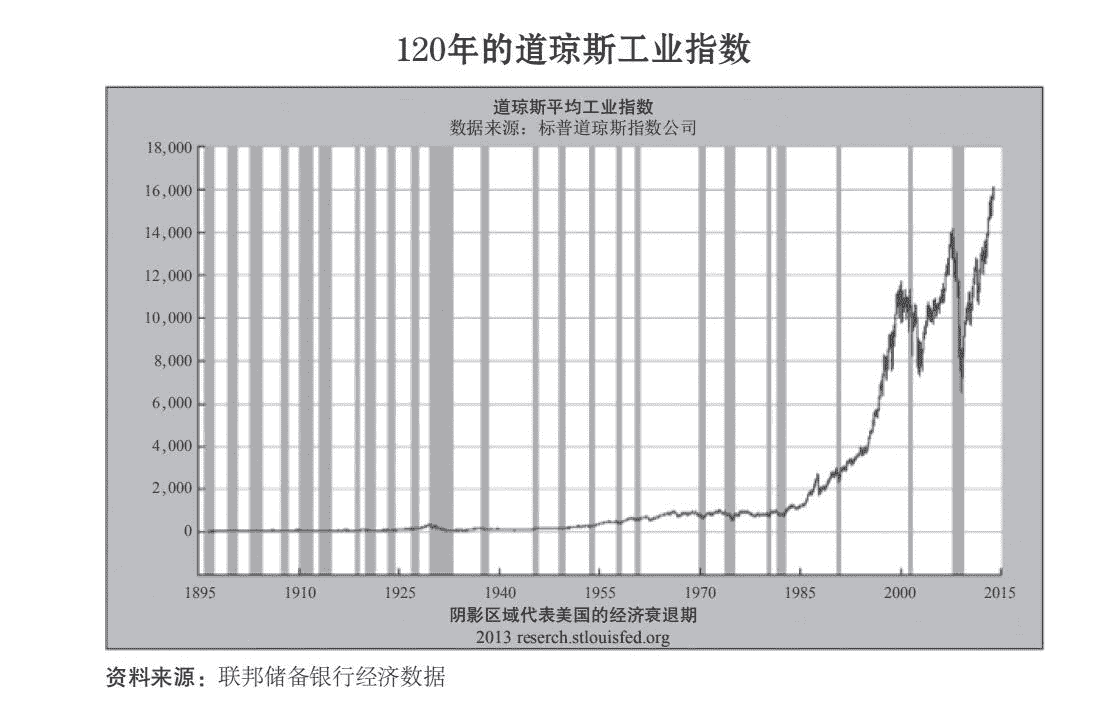 120年的道琼斯工业指数
道琼斯平均工业指数
数据来源：标普道琼斯指数公司
18,000
16,000
14,000
12,000
10,000
8,000
6,000
4,000
2,000
0
1895 1910 1925 1940 1955 1970 1985 2000 2015
阴影区域代表美国的经济衰退期
2013 reserch.stlouisfed.org
资料来源：联邦储备银行经济数据